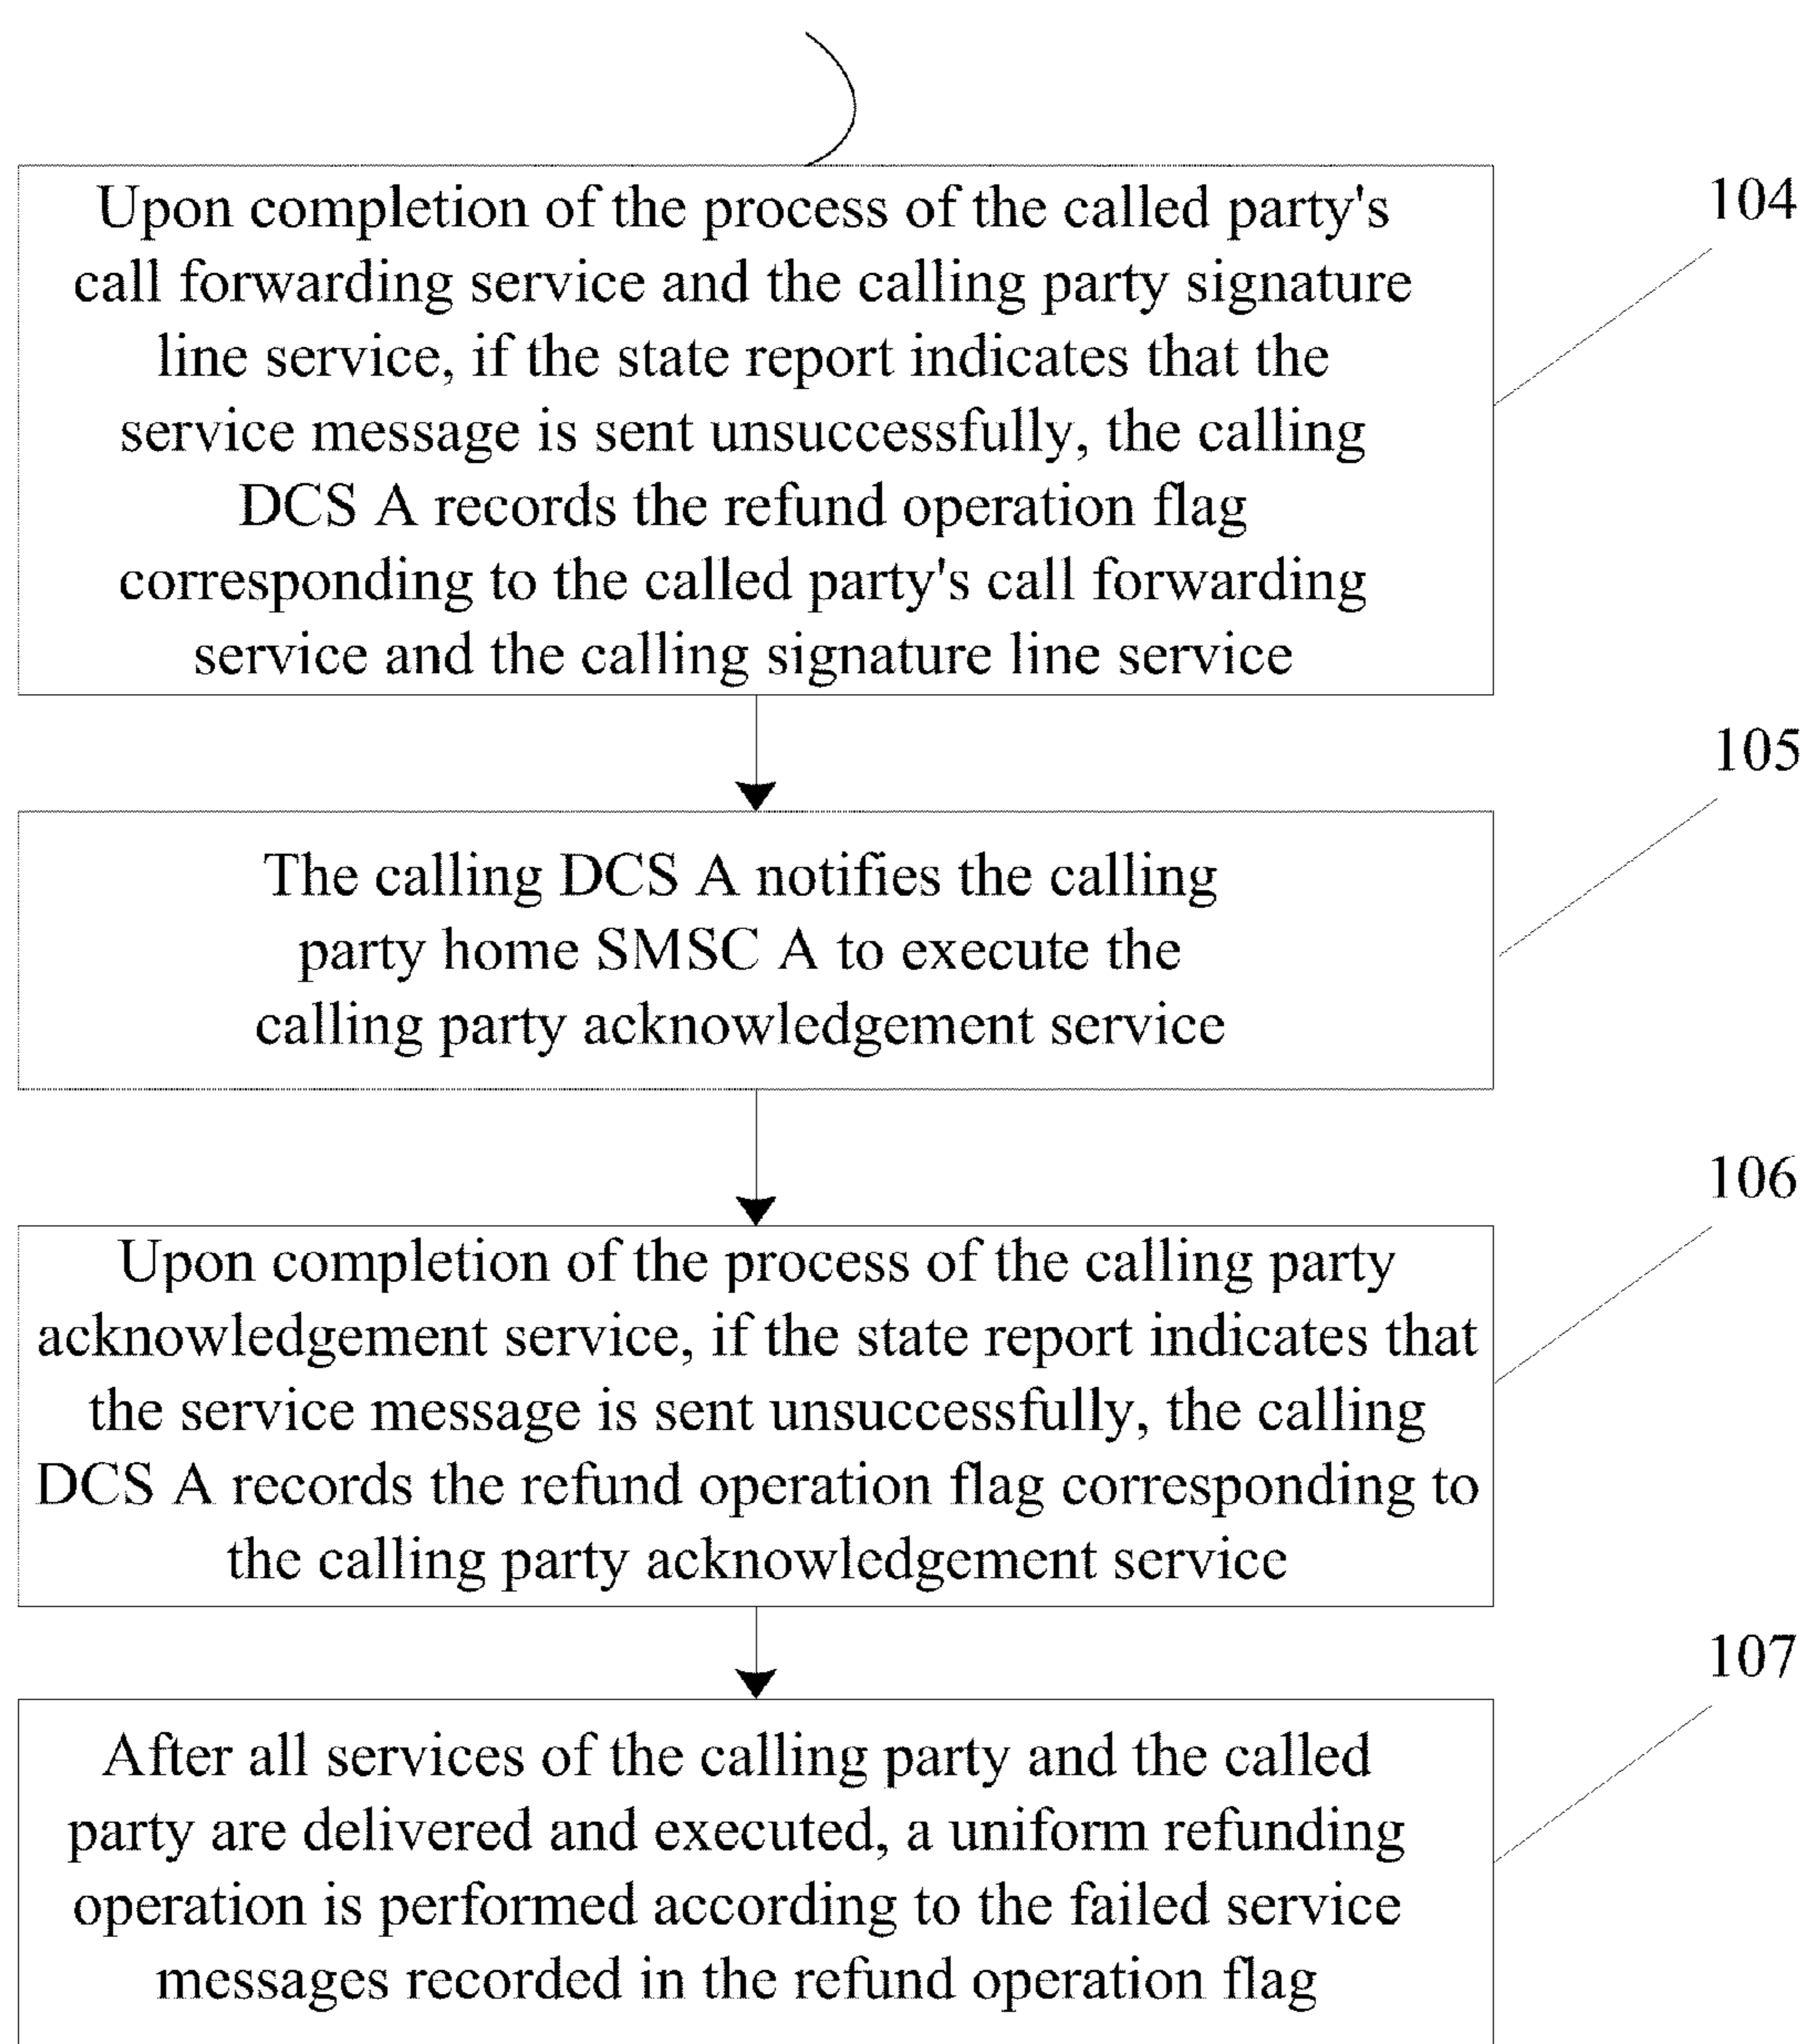 Upon completion of the process of the called party's
call forwarding service and the calling party signature
line service, if the state report indicates that the
service message is sent unsuccessfully, the calling
DCS A records the refund operation flag
corresponding to the called party's call forwarding
service and the calling signature line service
104
The calling DCS A notifies the calling
party home SMSC A to execute the
calling party acknowledgement service
105
Upon completion of the process of the calling party
acknowledgement service, if the state report indicates that
the service message is sent unsuccessfully, the calling
DCS A records the refund operation flag corresponding to
the calling party acknowledgement service
106
After all services of the calling party and the called
party are delivered and executed, a uniform refunding
operation is performed according to the failed service
messages recorded in the refund operation flag
107